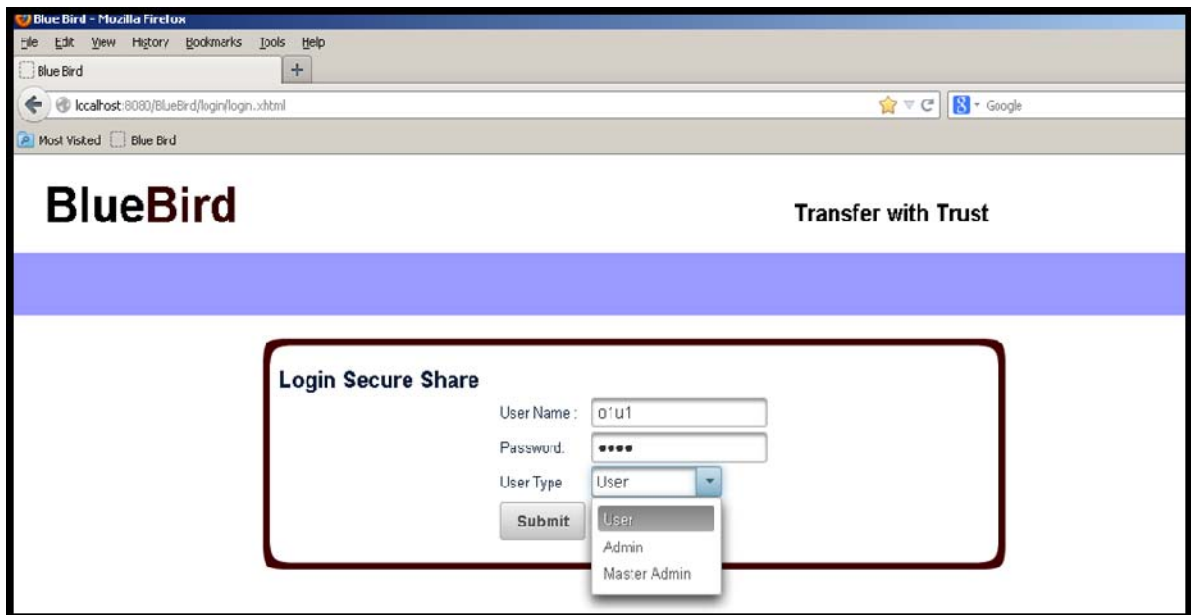 Blue Bird - Mozilla Firefox
File Edit View History Bookmarks Tools Help
Blue Bird +
localhost:8080/BlueBird/login/login.xhtml 8 Google
Most Visited Blue Bird
BlueBird
Transfer with Trust
Login Secure Share
User Name : o1u1
Password: ••••
User Type User
Submit User
Admin
Master Admin